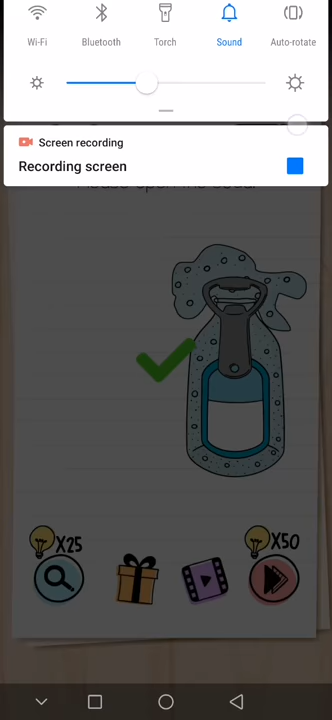 Wi-Fi Bluetooth Torch Sound Auto-rotate
Screen recording
Recording screen
X25
X50